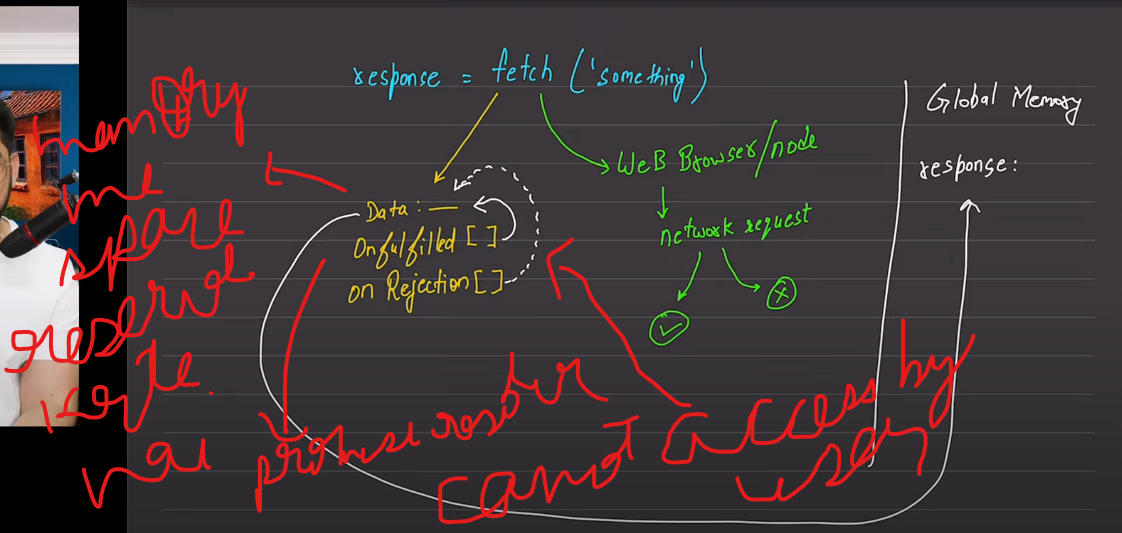 response = fetch ('something')
Global Memory
Web Browser/node
response:
Data: —
network request
Onfulfilled [ ]
on Rejection [ ]
memory
me
space
reserve
karte
hai
promise
cannot access by
user